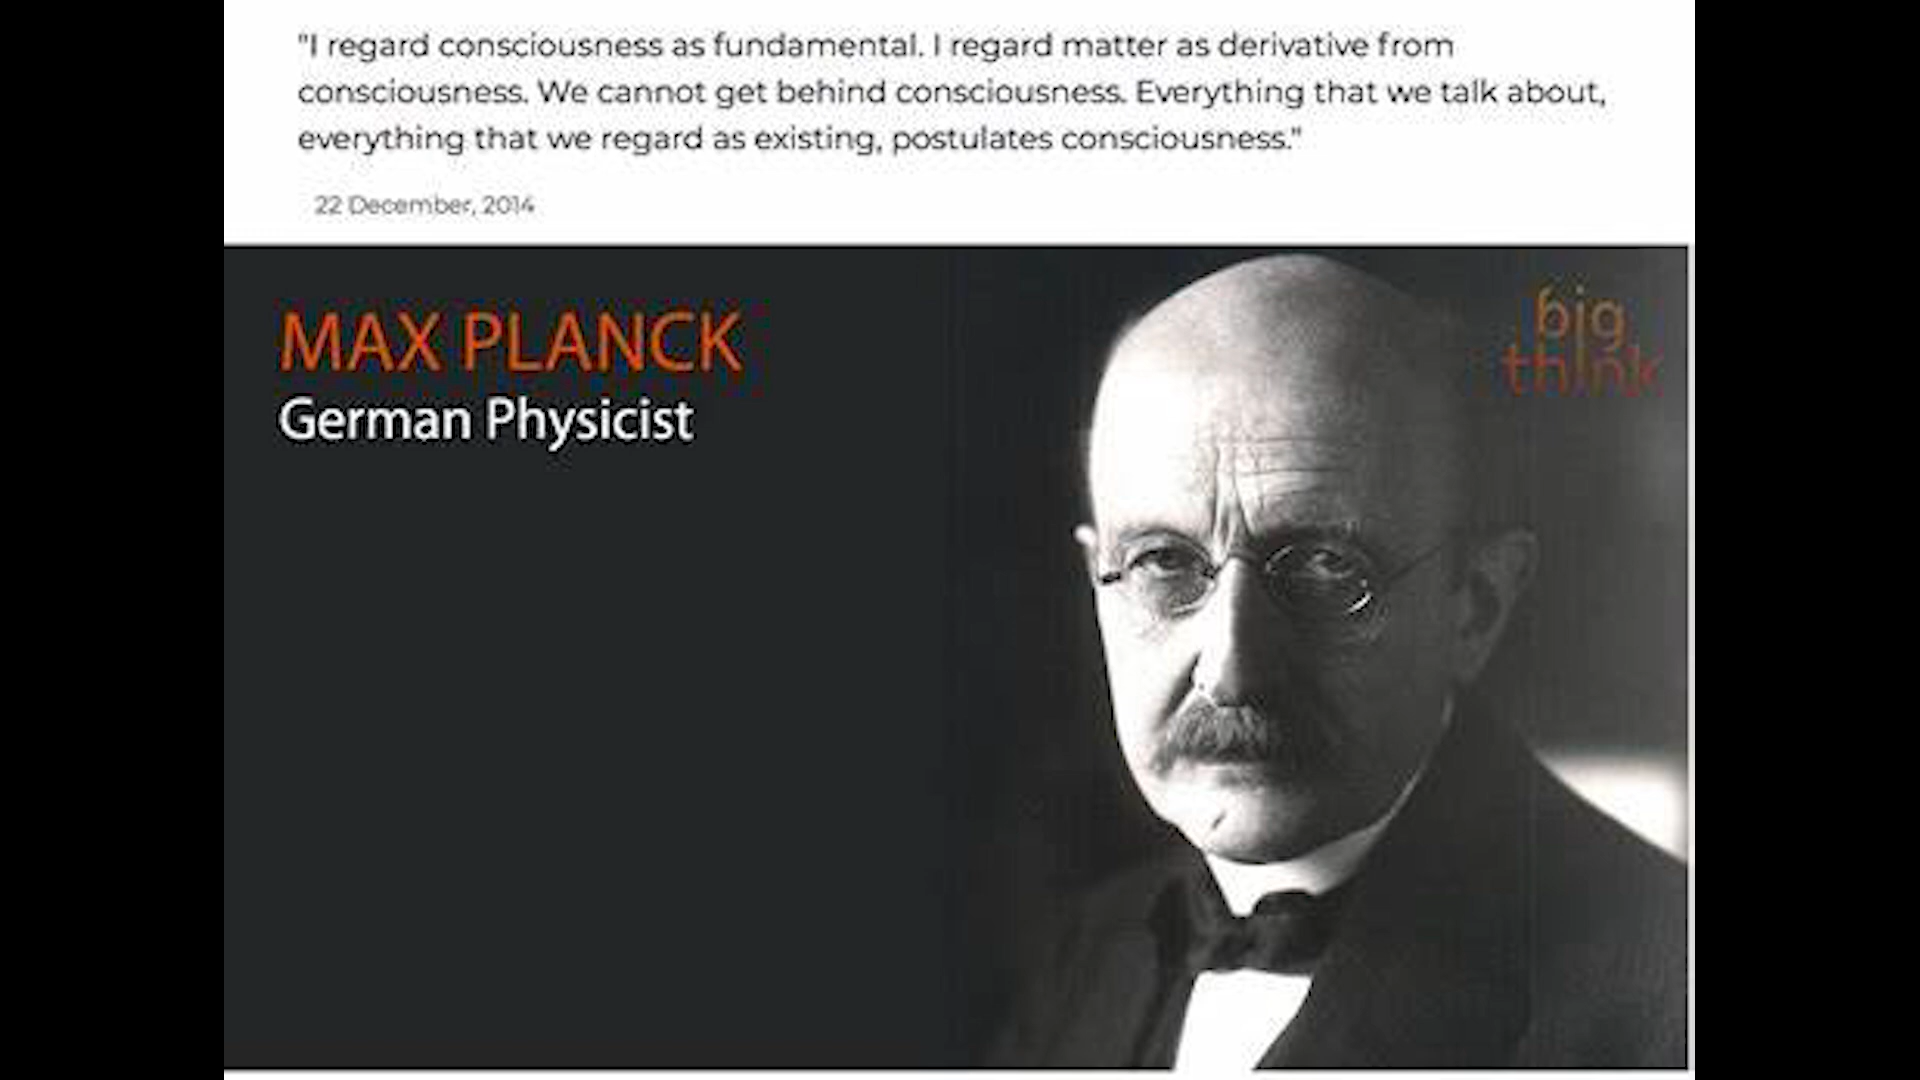 "I regard consciousness as fundamental. I regard matter as derivative from
consciousness. We cannot get behind consciousness. Everything that we talk about,
everything that we regard as existing, postulates consciousness."
22 December, 2014
MAX PLANCK
German Physicist
big
think